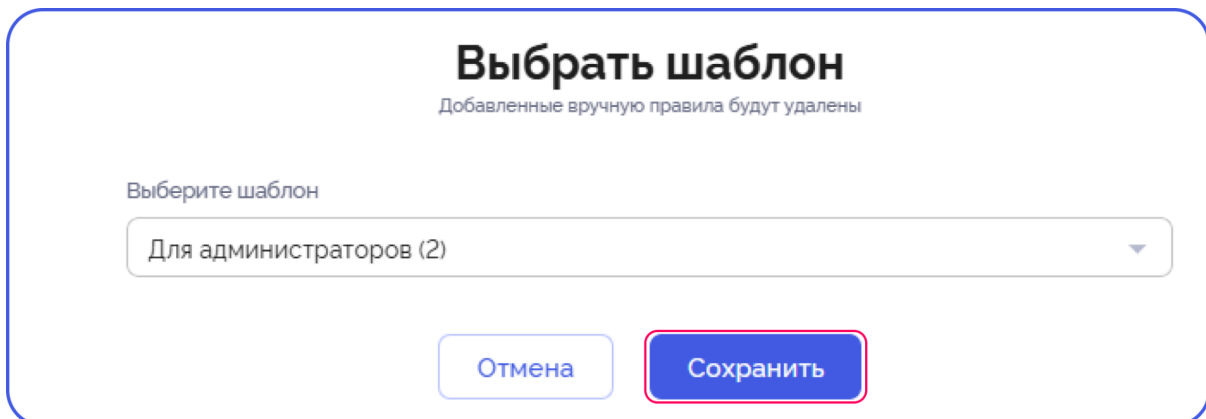 Выбрать шаблон
Добавленные вручную правила будут удалены
Выберите шаблон
Для администраторов (2)
Отмена
Сохранить